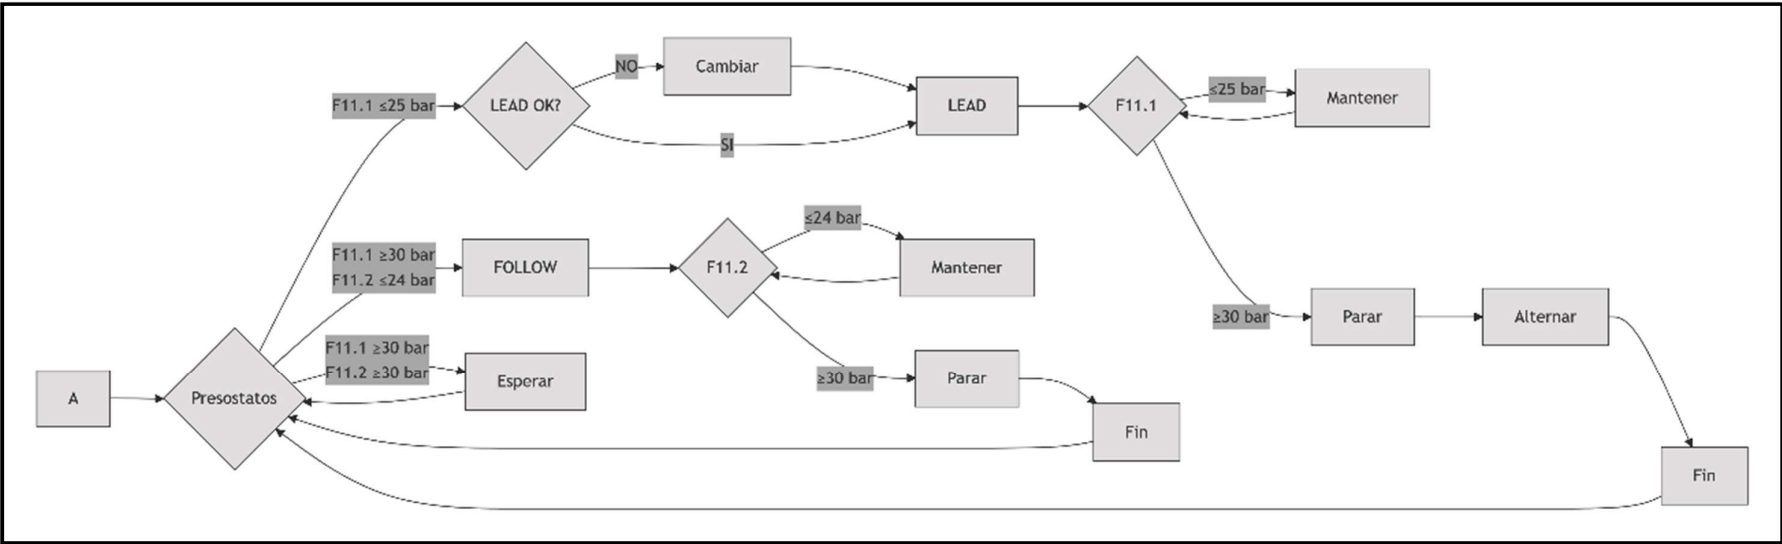 A
Presostatos
F11.1 ≤25 bar
LEAD OK?
NO
Cambiar
SI
LEAD
F11.1
≤25 bar
Mantener
≥30 bar
Parar
Alternar
Fin
F11.1 ≥30 bar
F11.2 ≤24 bar
FOLLOW
F11.2
≤24 bar
Mantener
≥30 bar
Parar
Fin
F11.1 ≥30 bar
F11.2 ≥30 bar
Esperar